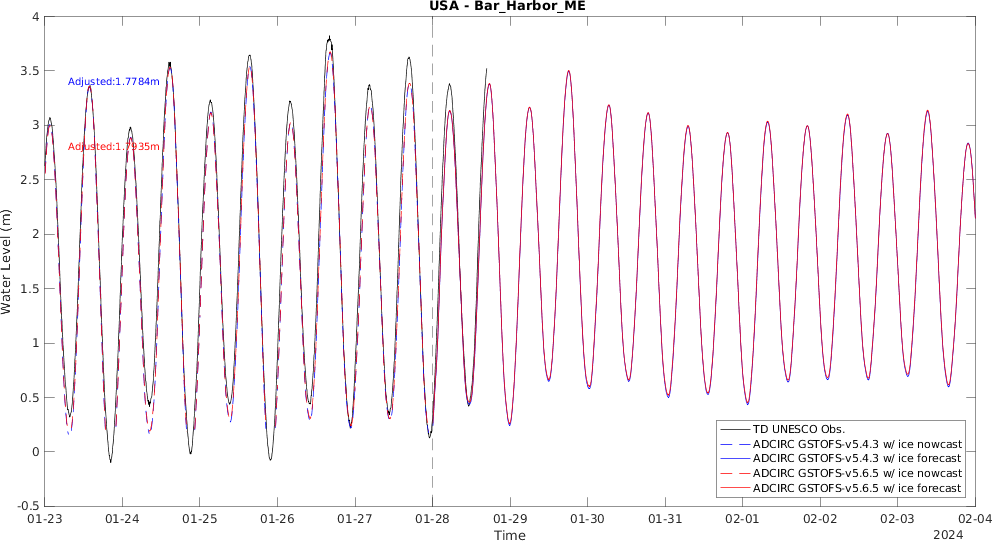 USA - Bar_Harbor_ME
Water Level (m)
4
3.5
3
2.5
2
1.5
1
0.5
0
-0.5
Adjusted:1.7784m
Adjusted:1.7935m
TD UNESCO Obs.
ADCIRC GSTOFS-v5.4.3 w/ ice nowcast
ADCIRC GSTOFS-v5.4.3 w/ ice forecast
ADCIRC GSTOFS-v5.6.5 w/ ice nowcast
ADCIRC GSTOFS-v5.6.5 w/ ice forecast
01-23 01-24 01-25 01-26 01-27 01-28 01-29 01-30 01-31 02-01 02-02 02-03 02-04
Time
2024